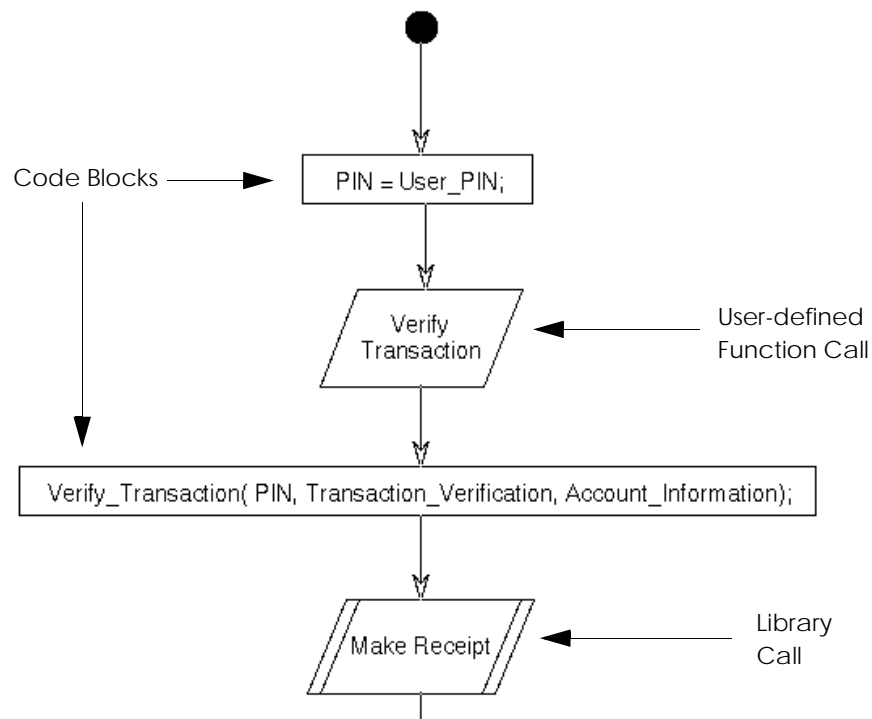 Code Blocks
PIN = User_PIN;
Verify
Transaction
User-defined
Function Call
Verify_Transaction( PIN, Transaction_Verification, Account_Information);
Make Receipt
Library
Call